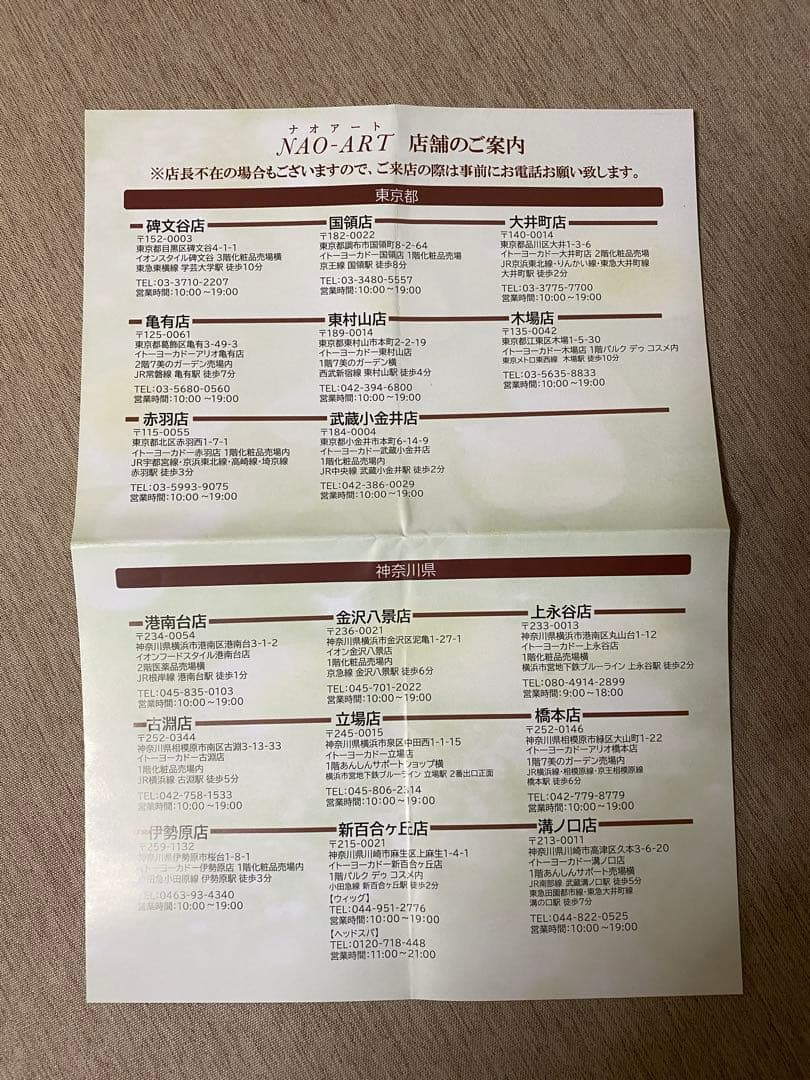 ナオアート
NAO-ART 店舗のご案内
※店長不在の場合もございますので、ご来店の際は事前にお電話お願い致します。
東京都
碑文谷店
〒152-0003
東京都目黒区碑文谷4-1-1
イオンスタイル碑文谷 3階化粧品売場横
東急東横線 学芸大学駅 徒歩10分
TEL:03-3710-2207
営業時間:10:00~19:00
国領店
〒182-0022
東京都調布市国領町8-2-64
イトーヨーカドー国領店 1階化粧品売場
京王線 国領駅 徒歩8分
TEL:03-3480-5557
営業時間:10:00~19:00
大井町店
〒140-0014
東京都品川区大井1-3-6
イトーヨーカドー大井町店 2階化粧品売場
JR京浜東北線・りんかい線・東急大井町線
大井町駅 徒歩2分
TEL:03-3775-7700
営業時間:10:00~19:00
亀有店
〒125-0061
東京都葛飾区亀有3-49-3
イトーヨーカドーアリオ亀有店
2階7美のガーデン売場内
JR常磐線 亀有駅 徒歩7分
TEL:03-5680-0560
営業時間:10:00~19:00
東村山店
〒189-0014
東京都東村山市本町2-2-19
イトーヨーカドー東村山店
1階7美のガーデン横
西武新宿線 東村山駅 徒歩4分
TEL:042-394-6800
営業時間:10:00~19:00
木場店
〒135-0042
東京都江東区木場1-5-30
イトーヨーカドー木場店 1階パルク デゥ コスメ内
東京メトロ東西線 木場駅 徒歩10分
TEL:03-5635-8833
営業時間:10:00~19:00
赤羽店
〒115-0055
東京都北区赤羽西1-7-1
イトーヨーカドー赤羽店 1階化粧品売場内
JR宇都宮線・京浜東北線・高崎線・埼京線
赤羽駅 徒歩3分
TEL:03-5993-9075
営業時間:10:00~19:00
武蔵小金井店
〒184-0004
東京都小金井市本町6-14-9
イトーヨーカドー武蔵小金井店
1階化粧品売場内
JR中央線 武蔵小金井駅 徒歩2分
TEL:042-386-0029
営業時間:10:00~19:00
神奈川県
港南台店
〒234-0054
神奈川県横浜市港南区港南台3-1-2
イオンフードスタイル港南台店
2階医薬品売場横
JR根岸線 港南台駅 徒歩1分
TEL:045-835-0103
営業時間:10:00~19:00
金沢八景店
〒236-0021
神奈川県横浜市金沢区泥亀1-27-1
イオン金沢八景店
1階化粧品売場内
京急線 金沢八景駅 徒歩6分
TEL:045-701-2022
営業時間:10:00~19:00
上永谷店
〒233-0013
神奈川県横浜市港南区丸山台1-12
イトーヨーカドー上永谷店
1階化粧品売場横
横浜市営地下鉄ブルーライン 上永谷駅 徒歩2分
TEL:080-4914-2899
営業時間:9:00~18:00
古淵店
〒252-0344
神奈川県相模原市南区古淵3-13-33
イトーヨーカドー古淵店
1階化粧品売場内
JR横浜線 古淵駅 徒歩5分
TEL:042-758-1533
営業時間:10:00~19:00
立場店
〒245-0015
神奈川県横浜市泉区中田西1-1-15
イトーヨーカドー立場店
1階あんしんサポートショップ横
横浜市営地下鉄ブルーライン 立場駅 2番出口正面
TEL:045-806-2314
営業時間:10:00~19:00
橋本店
〒252-0146
神奈川県相模原市緑区大山町1-22
イトーヨーカドーアリオ橋本店
1階7美のガーデン売場内
JR横浜線・相模原線・京王相模原線
橋本駅 徒歩6分
TEL:042-779-8779
営業時間:10:00~19:00
伊勢原店
〒259-1132
神奈川県伊勢原市桜台1-8-1
イトーヨーカドー伊勢原店 1階化粧品売場内
小田急小田原線 伊勢原駅 徒歩3分
TEL:0463-93-4340
営業時間:10:00~19:00
新百合ヶ丘店
〒215-0021
神奈川県川崎市麻生区上麻生1-4-1
イトーヨーカドー新百合ヶ丘店
1階パルク デゥ コスメ内
小田急線 新百合ヶ丘駅 徒歩2分
【ウィッグ】
TEL:044-951-2776
営業時間:10:00~19:00
【ヘッドスパ】
TEL:0120-718-448
営業時間:11:00~21:00
溝ノ口店
〒213-0011
神奈川県川崎市高津区久本3-6-20
イトーヨーカドー溝ノ口店
1階あんしんサポート売場横
JR南部線 武蔵溝ノ口駅 徒歩5分
東急田園都市線・東急大井町線
溝の口駅 徒歩7分
TEL:044-822-0525
営業時間:10:00~19:00